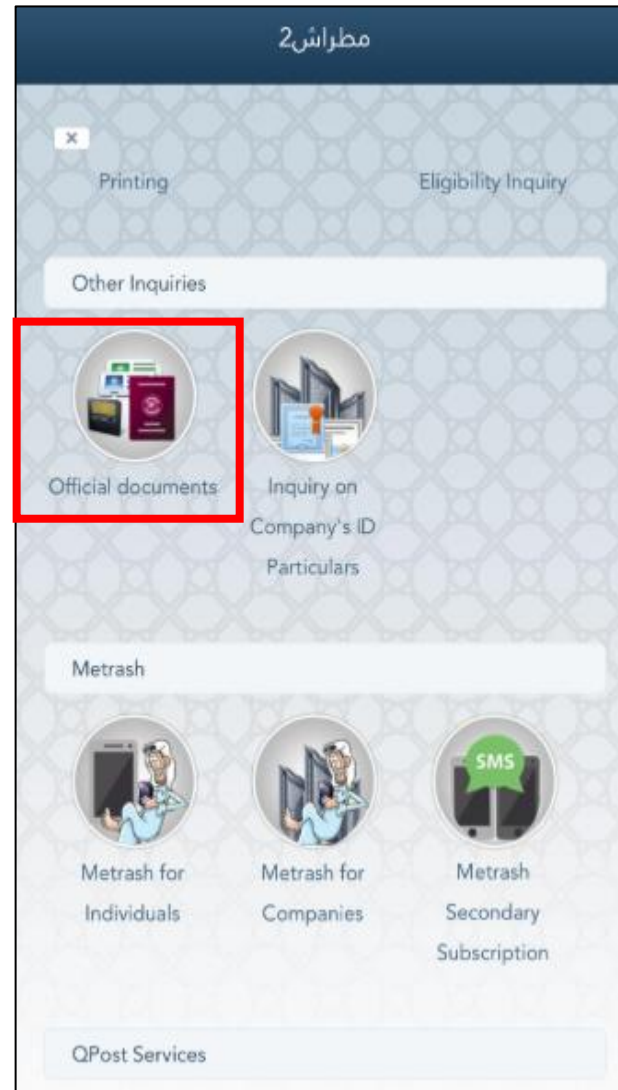 مطراش2
×
Printing
Eligibility Inquiry
Other Inquiries
Official documents
Inquiry on
Company's ID
Particulars
Metrash
SMS
Metrash for
Individuals
Metrash for
Companies
Metrash
Secondary
Subscription
QPost Services